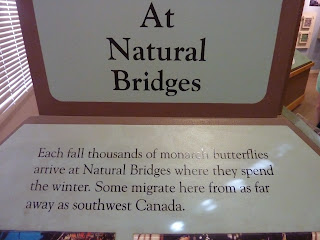 At
Natural
Bridges
Each fall thousands of monarch butterflies
arrive at Natural Bridges where they spend
the winter. Some migrate here from as far
away as southwest Canada.